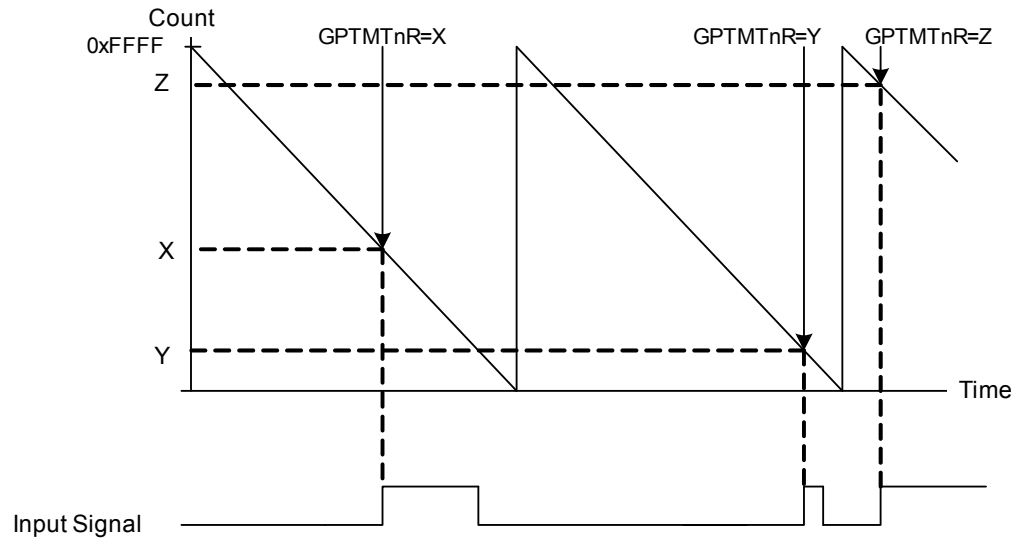 Count
0xFFFF
GPTMTnR=X
GPTMTnR=Y
GPTMTnR=Z
Z
X
Y
Time
Input Signal